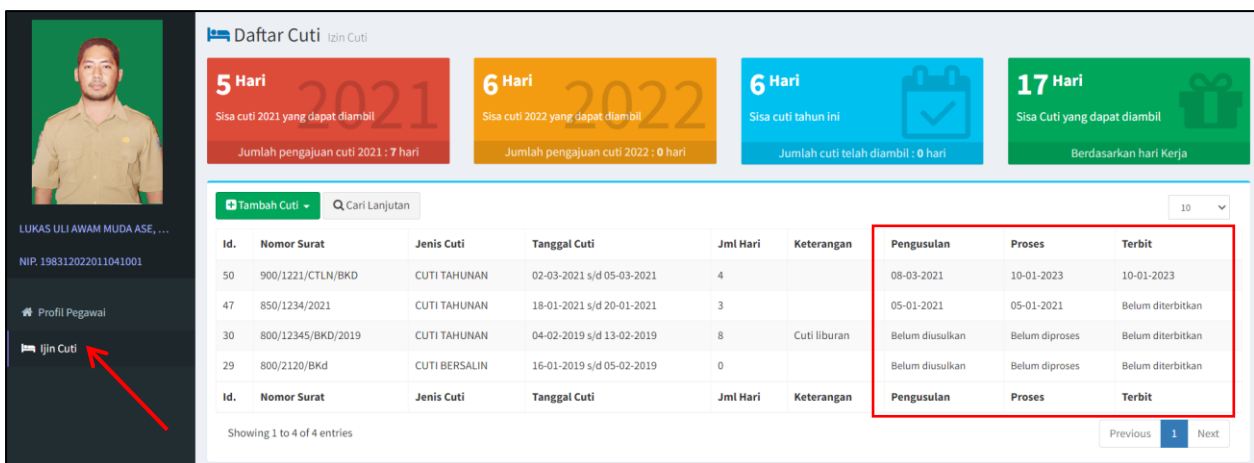 Daftar Cuti Izin Cuti
5 Hari 2021
Sisa cuti 2021 yang dapat diambil
Jumlah pengajuan cuti 2021 : 7 hari
6 Hari 2022
Sisa cuti 2022 yang dapat diambil
Jumlah pengajuan cuti 2022 : 0 hari
6 Hari
Sisa cuti tahun ini
Jumlah cuti telah diambil : 0 hari
17 Hari
Sisa Cuti yang dapat diambil
Berdasarkan hari Kerja
LUKAS ULI AWAM MUDA ASE, ...
NIP. 198312022011041001
Profil Pegawai
Ijin Cuti
Tambah Cuti Cari Lanjutan 10
Id. Nomor Surat Jenis Cuti Tanggal Cuti Jml Hari Keterangan Pengusulan Proses Terbit
50 900/1221/CTLN/BKD CUTI TAHUNAN 02-03-2021 s/d 05-03-2021 4 08-03-2021 10-01-2023 10-01-2023
47 850/1234/2021 CUTI TAHUNAN 18-01-2021 s/d 20-01-2021 3 05-01-2021 05-01-2021 Belum diterbitkan
30 800/12345/BKD/2019 CUTI TAHUNAN 04-02-2019 s/d 13-02-2019 8 Cuti liburan Belum diusulkan Belum diproses Belum diterbitkan
29 800/2120/BKd CUTI BERSALIN 16-01-2019 s/d 05-02-2019 0 Belum diusulkan Belum diproses Belum diterbitkan
Id. Nomor Surat Jenis Cuti Tanggal Cuti Jml Hari Keterangan Pengusulan Proses Terbit
Showing 1 to 4 of 4 entries
Previous 1 Next